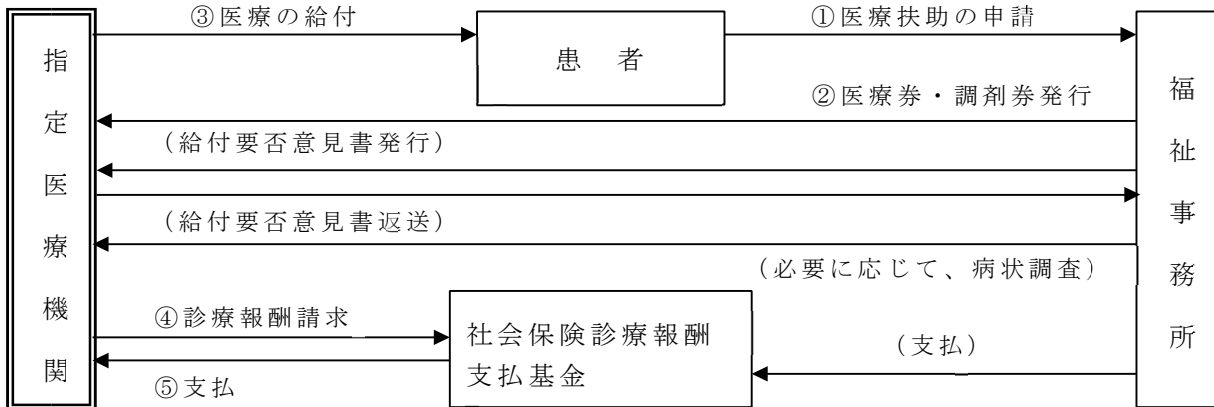 ③医療の給付
①医療扶助の申請
指定医療機関
患　者
福祉事務所
②医療券・調剤券発行
(給付要否意見書発行)
(給付要否意見書返送)
(必要に応じて、病状調査)
④診療報酬請求
社会保険診療報酬
支払基金
(支払)
⑤支払